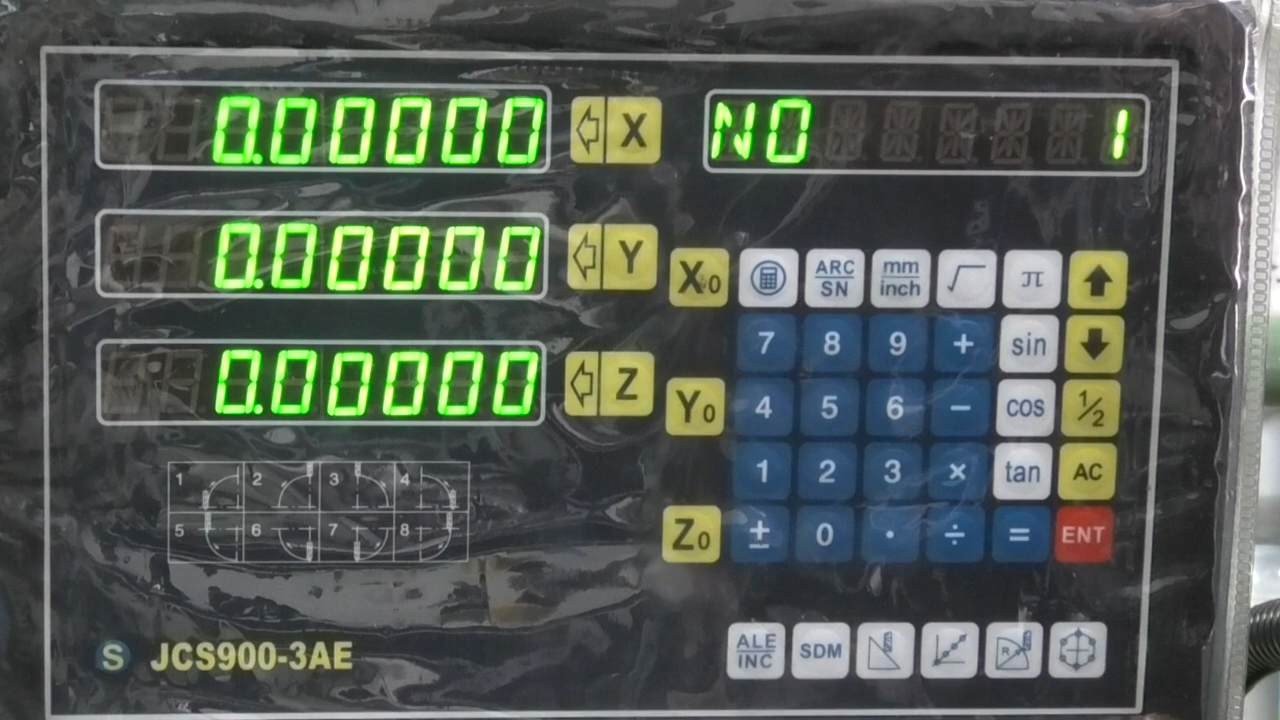 0.00000 X NO 1
0.00000 Y
0.00000 Z
X0 ARC SN mm inch √ π
7 8 9 + sin
Y0 4 5 6 − cos 1/2
1 2 3 × tan AC
Z0 ± 0 . ÷ = ENT
1 2 3 4
5 6 7 8
S JCS900-3AE
ALE INC SDM R